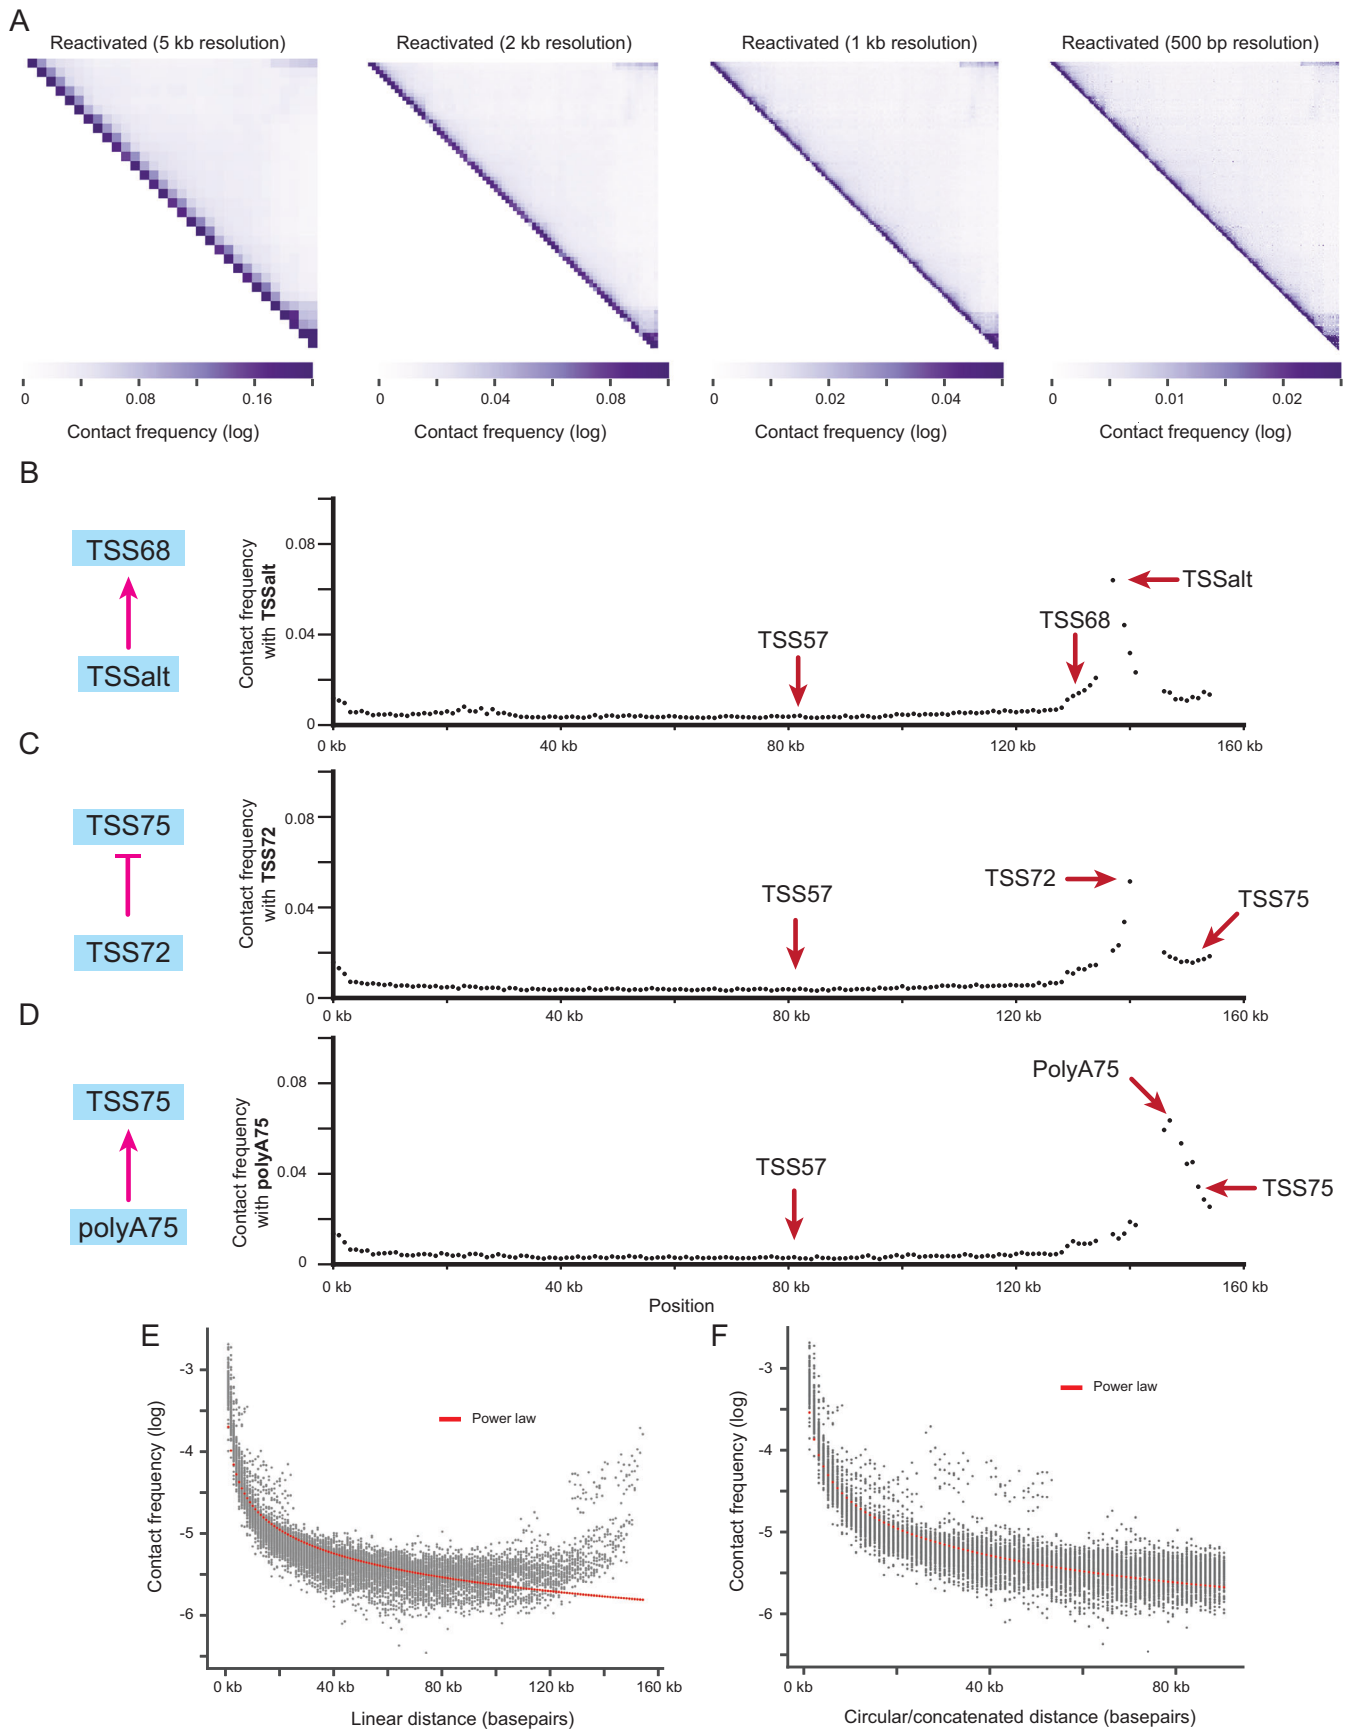 A
Reactivated (5 kb resolution)
Reactivated (2 kb resolution)
Reactivated (1 kb resolution)
Reactivated (500 bp resolution)
0 0.08 0.16
0 0.04 0.08
0 0.02 0.04
0 0.01 0.02
Contact frequency (log)
Contact frequency (log)
Contact frequency (log)
Contact frequency (log)
B
TSS68
TSSalt
Contact frequency
with TSSalt
0.08
0.04
0
TSS57
TSS68
TSSalt
0 kb 40 kb 80 kb 120 kb 160 kb
C
TSS75
TSS72
Contact frequency
with TSS72
0.08
0.04
0
TSS57
TSS72
TSS75
0 kb 40 kb 80 kb 120 kb 160 kb
D
TSS75
polyA75
Contact frequency
with polyA75
0.08
0.04
0
TSS57
PolyA75
TSS75
0 kb 40 kb 80 kb 120 kb 160 kb
Position
E
Contact frequency (log)
-3
-4
-5
-6
Power law
0 kb 40 kb 80 kb 120 kb 160 kb
Linear distance (basepairs)
F
Ccontact frequency (log)
-3
-4
-5
-6
Power law
0 kb 40 kb 80 kb
Circular/concatenated distance (basepairs)